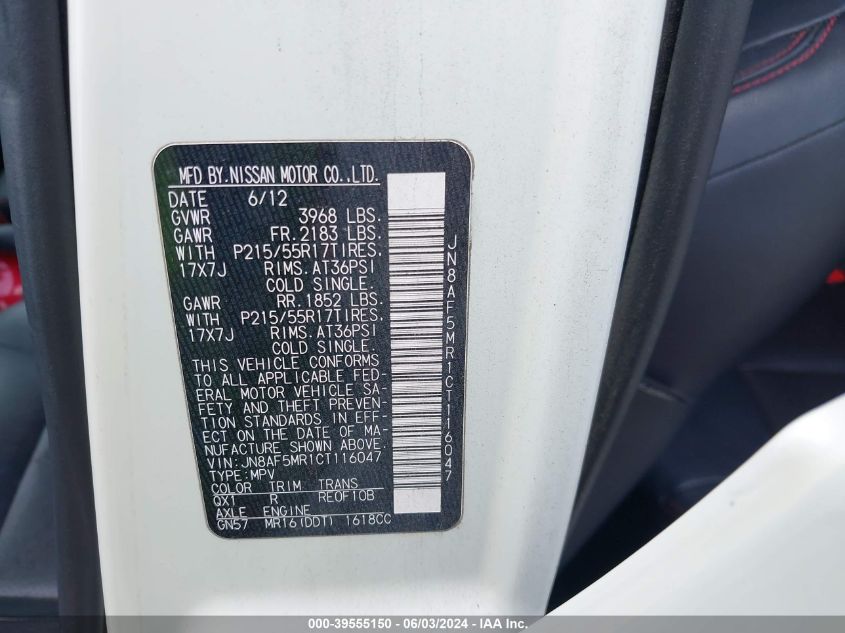 MFD BY.NISSAN MOTOR CO.,LTD.
DATE 6/12
GVWR 3968 LBS.
GAWR FR.2183 LBS.
WITH P215/55R17TIRES.
17X7J RIMS.AT36PSI
COLD SINGLE.
GAWR RR.1852 LBS.
WITH P215/55R17TIRES.
17X7J RIMS.AT36PSI
COLD SINGLE.
THIS VEHICLE CONFORMS
TO ALL APPLICABLE FED-
ERAL MOTOR VEHICLE SA-
FETY AND THEFT PREVEN-
TION STANDARDS IN EFF-
ECT ON THE DATE OF MA-
NUFACTURE SHOWN ABOVE.
VIN:JN8AF5MR1CT116047
TYPE:MPV
COLOR TRIM TRANS
QX1 R REOF10B
AXLE ENGINE
GN57 MR16(DDT) 1618CC
JN8AF5MR1CT116047
000-39555150 - 06/03/2024 - IAA Inc.